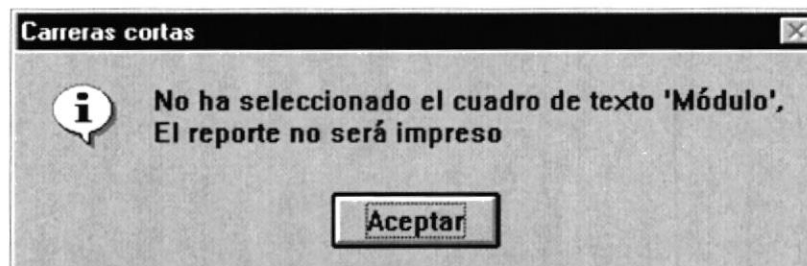 Carreras cortas
No ha seleccionado el cuadro de texto 'Módulo',
El reporte no será impreso
Aceptar